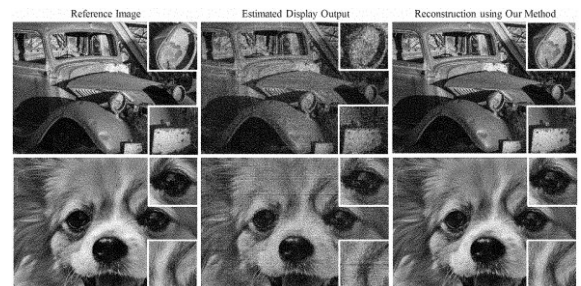 Reference Image
Estimated Display Output
Reconstruction using Our Method